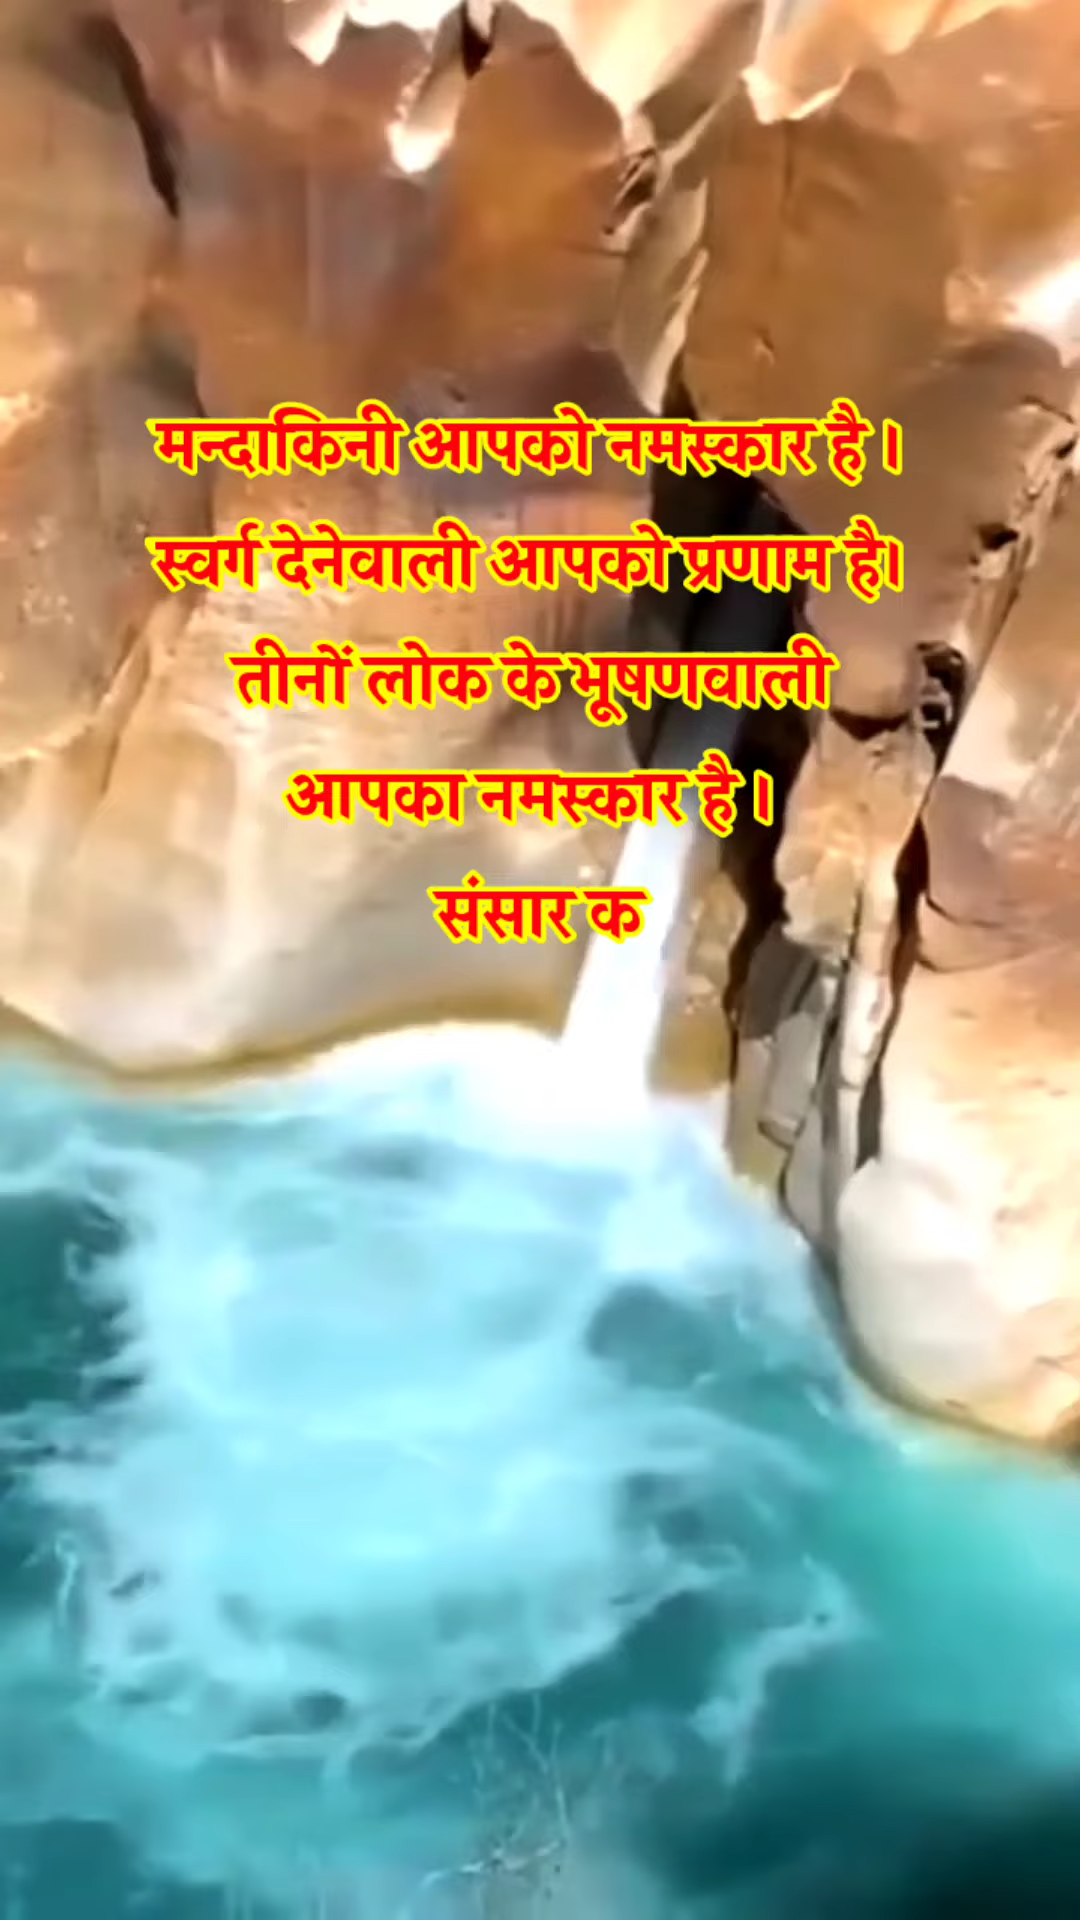 मन्दाकिनी आपको नमस्कार है।
स्वर्ग देनेवाली आपको प्रणाम है।
तीनों लोक के भूषणवाली
आपका नमस्कार है।
संसार क